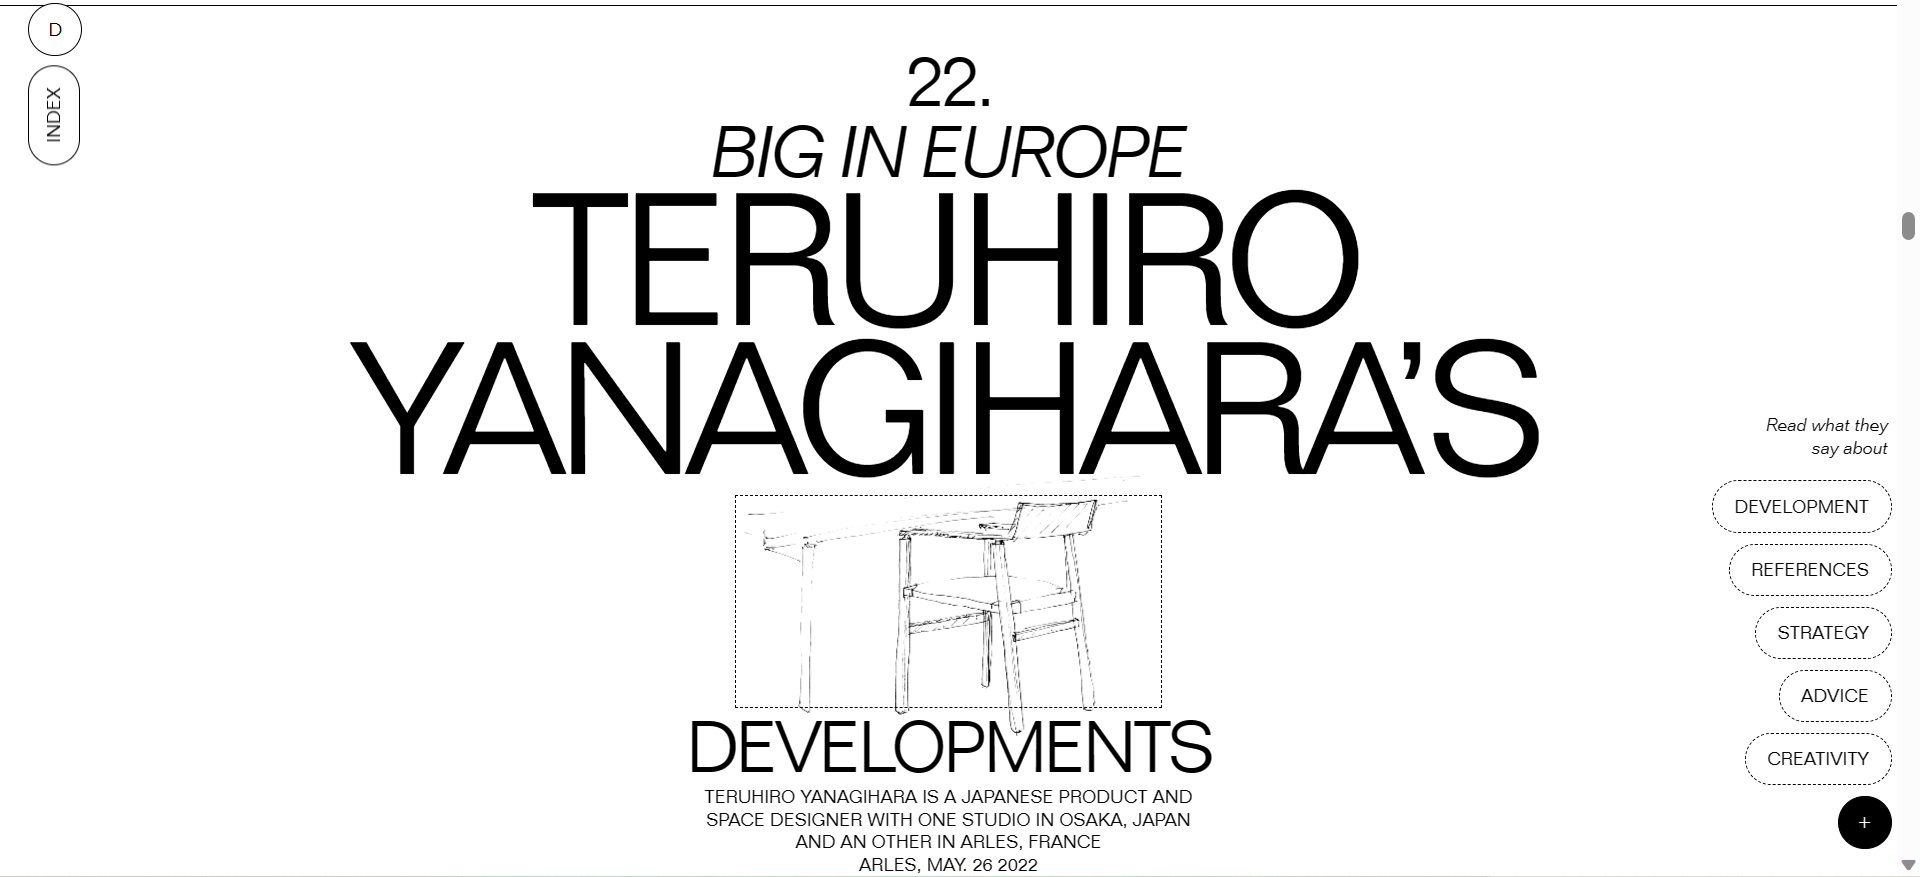 D
INDEX
22.
BIG IN EUROPE
TERUHIRO
YANAGIHARA’S
DEVELOPMENTS
TERUHIRO YANAGIHARA IS A JAPANESE PRODUCT AND
SPACE DESIGNER WITH ONE STUDIO IN OSAKA, JAPAN
AND AN OTHER IN ARLES, FRANCE
ARLES, MAY. 26 2022
Read what they
say about
DEVELOPMENT
REFERENCES
STRATEGY
ADVICE
CREATIVITY
+